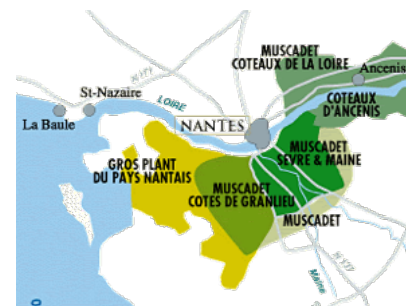 MUSCADET
COTEAUX DE LA LOIRE
Ancenis
St-Nazaire
LOIRE
COTEAUX
D'ANCENIS
La Baule
NANTES
MUSCADET
SEVRE & MAINE
GROS PLANT
DU PAYS NANTAIS
MUSCADET
COTES DE GRANLIEU
MUSCADET
Maine